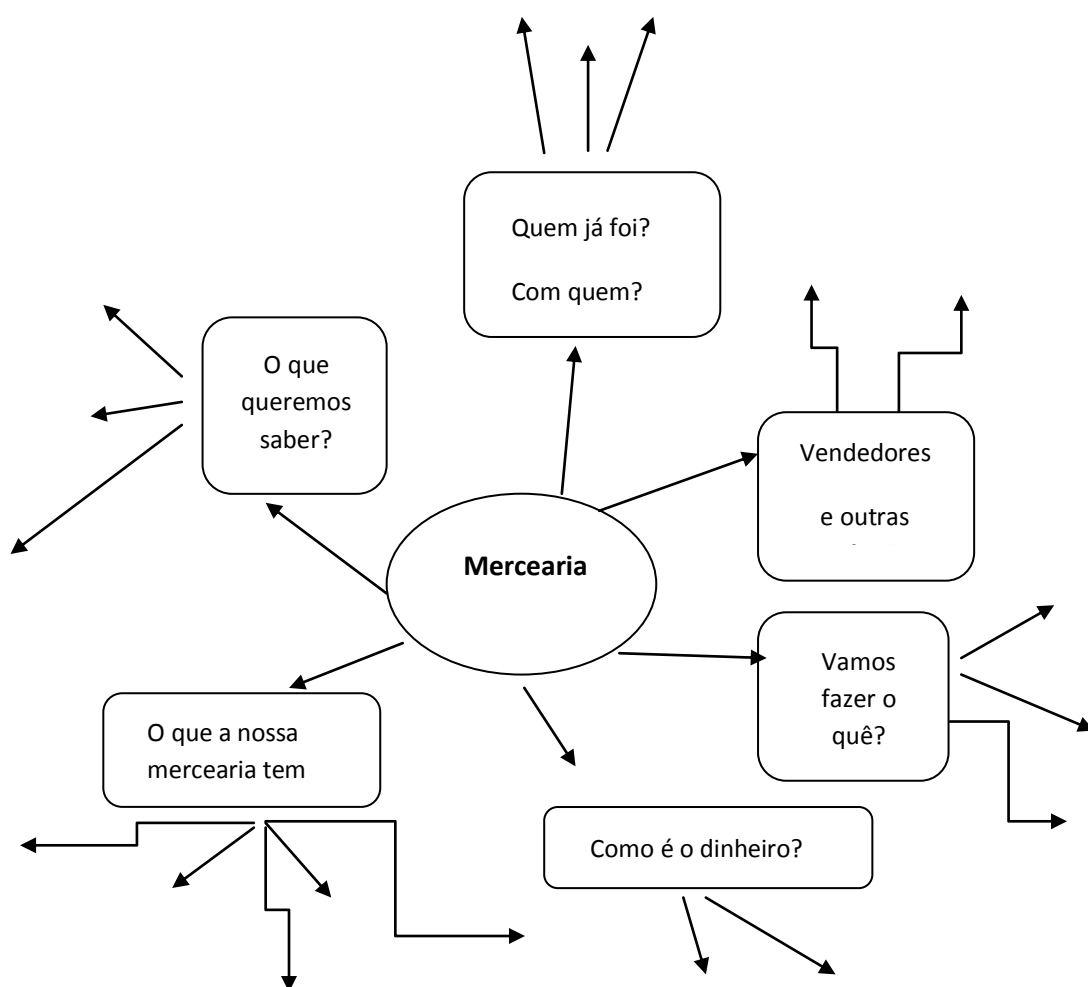 Quem já foi?
Com quem?
O que
queremos
saber?
Vendedores
e outras
Mercearia
Vamos
fazer o
quê?
O que a nossa
mercearia tem
Como é o dinheiro?